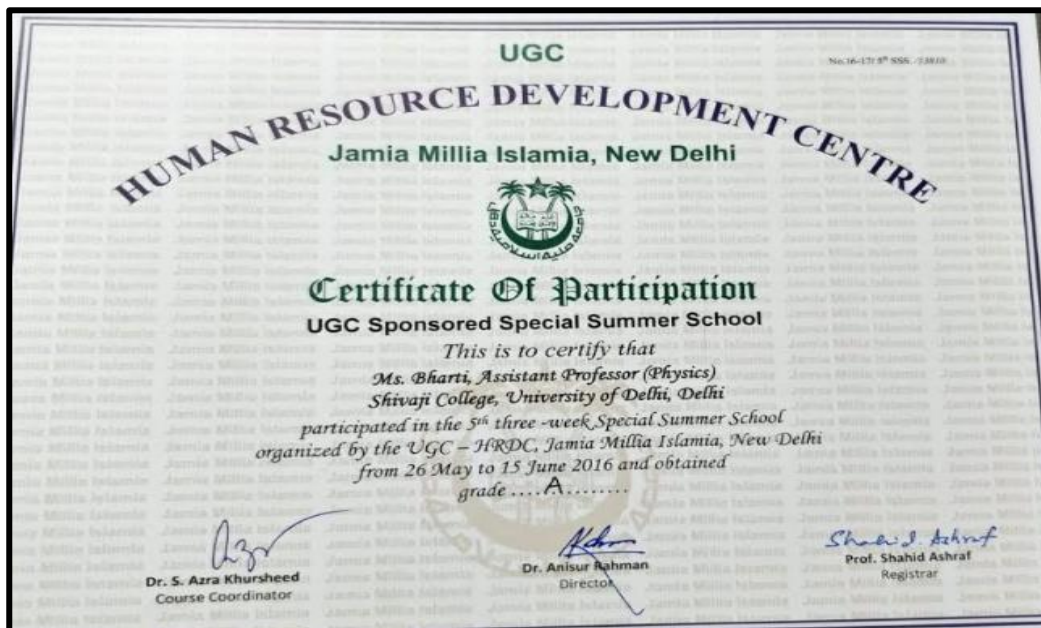 UGC
No.16-17/ 5th SSS
HUMAN RESOURCE DEVELOPMENT CENTRE
Jamia Millia Islamia, New Delhi
Certificate Of Participation
UGC Sponsored Special Summer School
This is to certify that
Ms. Bharti, Assistant Professor (Physics)
Shivaji College, University of Delhi, Delhi
participated in the 5th three -week Special Summer School
organized by the UGC – HRDC, Jamia Millia Islamia, New Delhi
from 26 May to 15 June 2016 and obtained
grade ....A.........
Shahid Ashraf
Dr. S. Azra Khursheed
Course Coordinator
Dr. Anisur Rahman
Director
Prof. Shahid Ashraf
Registrar